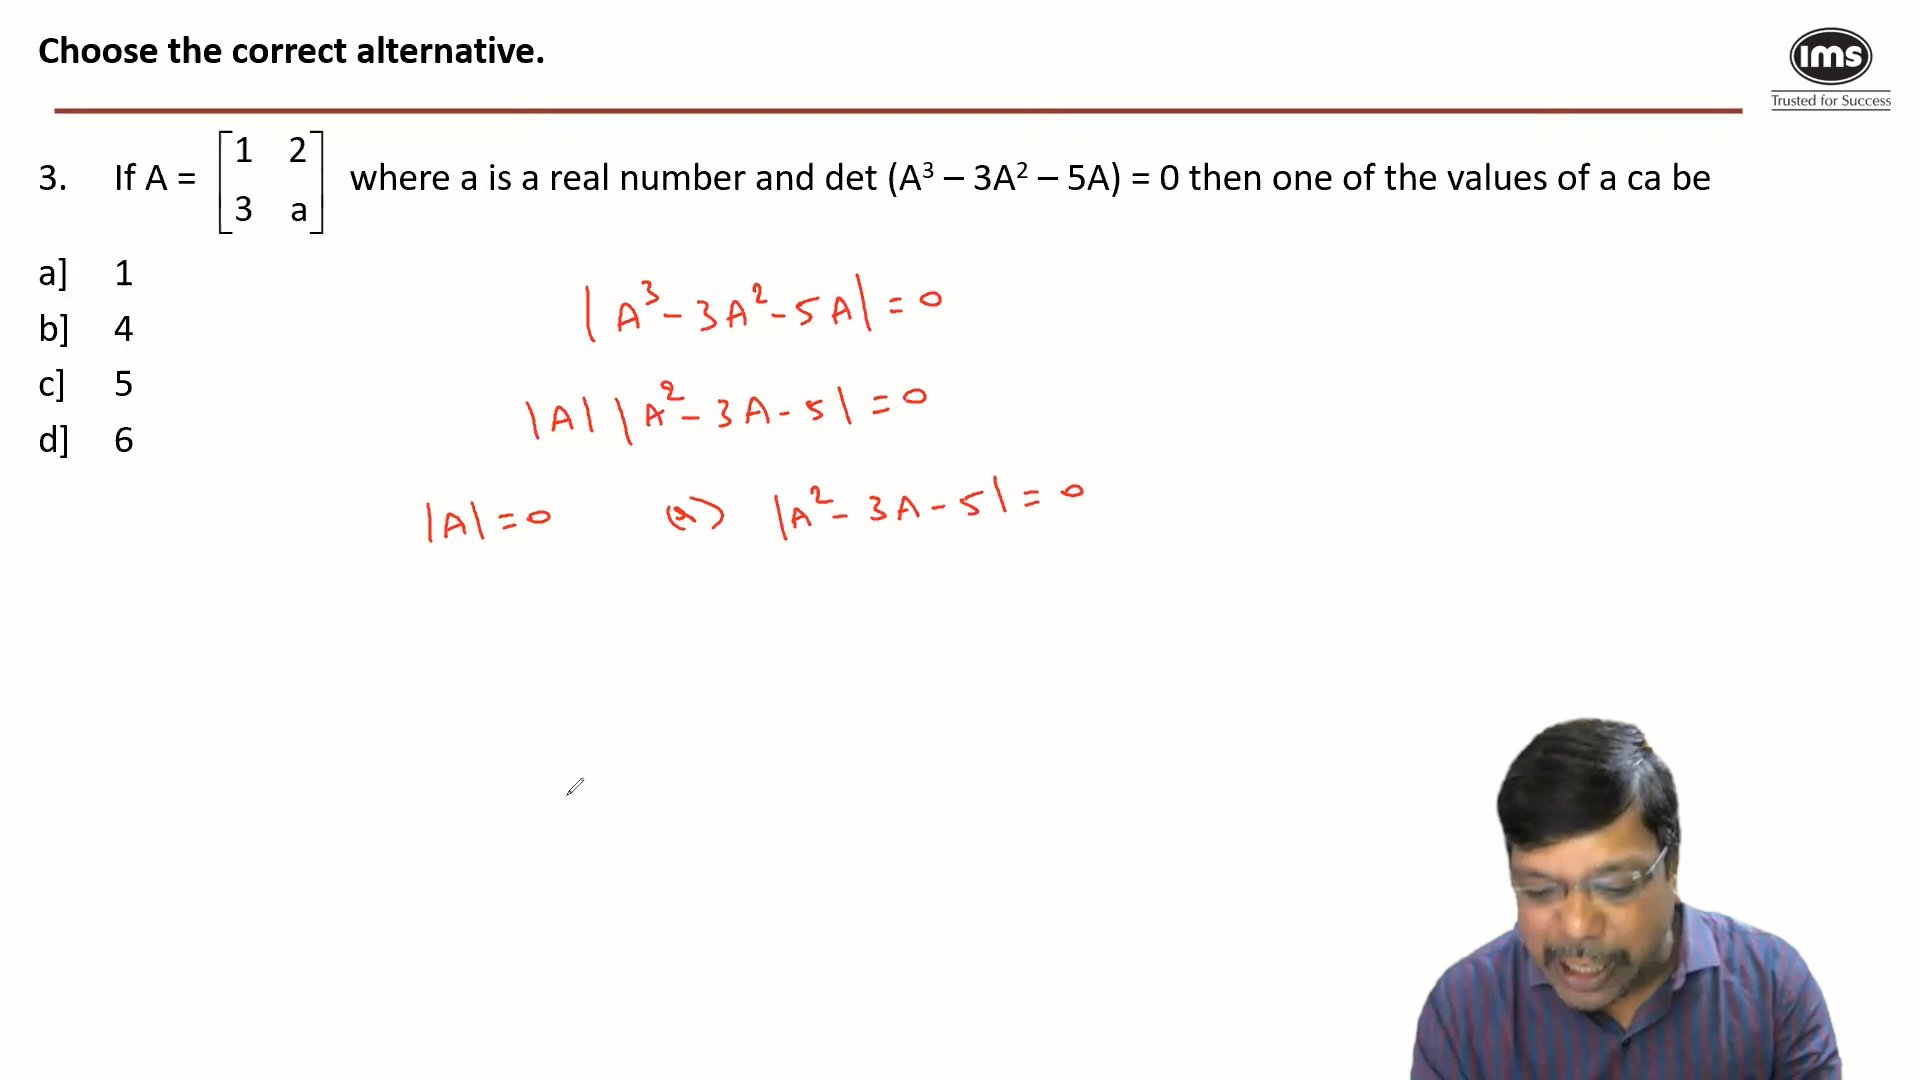 Choose the correct alternative.
ims
Trusted for Success
3. If A = [1 2
3 a] where a is a real number and det (A³ – 3A² – 5A) = 0 then one of the values of a ca be
a] 1
b] 4
c] 5
d] 6
|A³ - 3A² - 5A| = 0
|A| |A² - 3A - 5| = 0
|A| = 0 |A² - 3A - 5| = 0